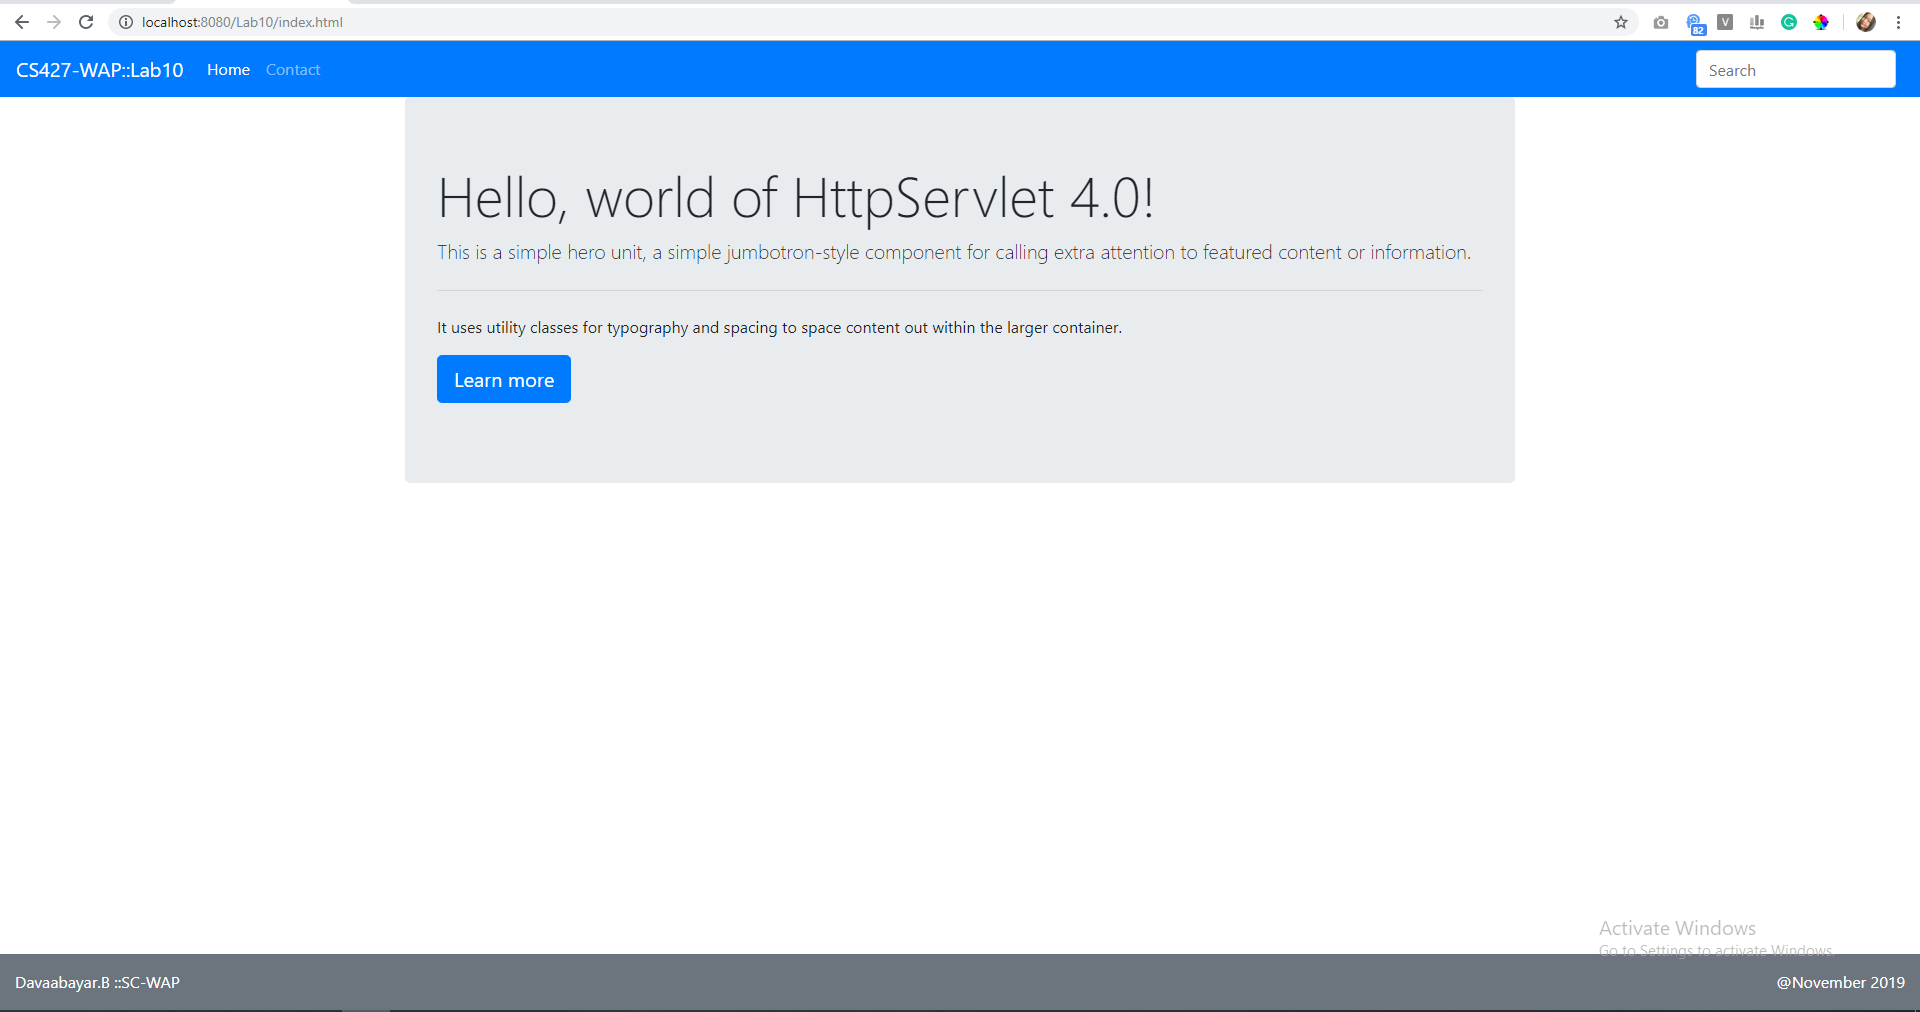 localhost:8080/Lab10/index.html
82
V
G
CS427-WAP::Lab10 Home Contact Search
Hello, world of HttpServlet 4.0!
This is a simple hero unit, a simple jumbotron-style component for calling extra attention to featured content or information.
It uses utility classes for typography and spacing to space content out within the larger container.
Learn more
Activate Windows
Go to Settings to activate Windows.
Davaabayar.B ::SC-WAP @November 2019